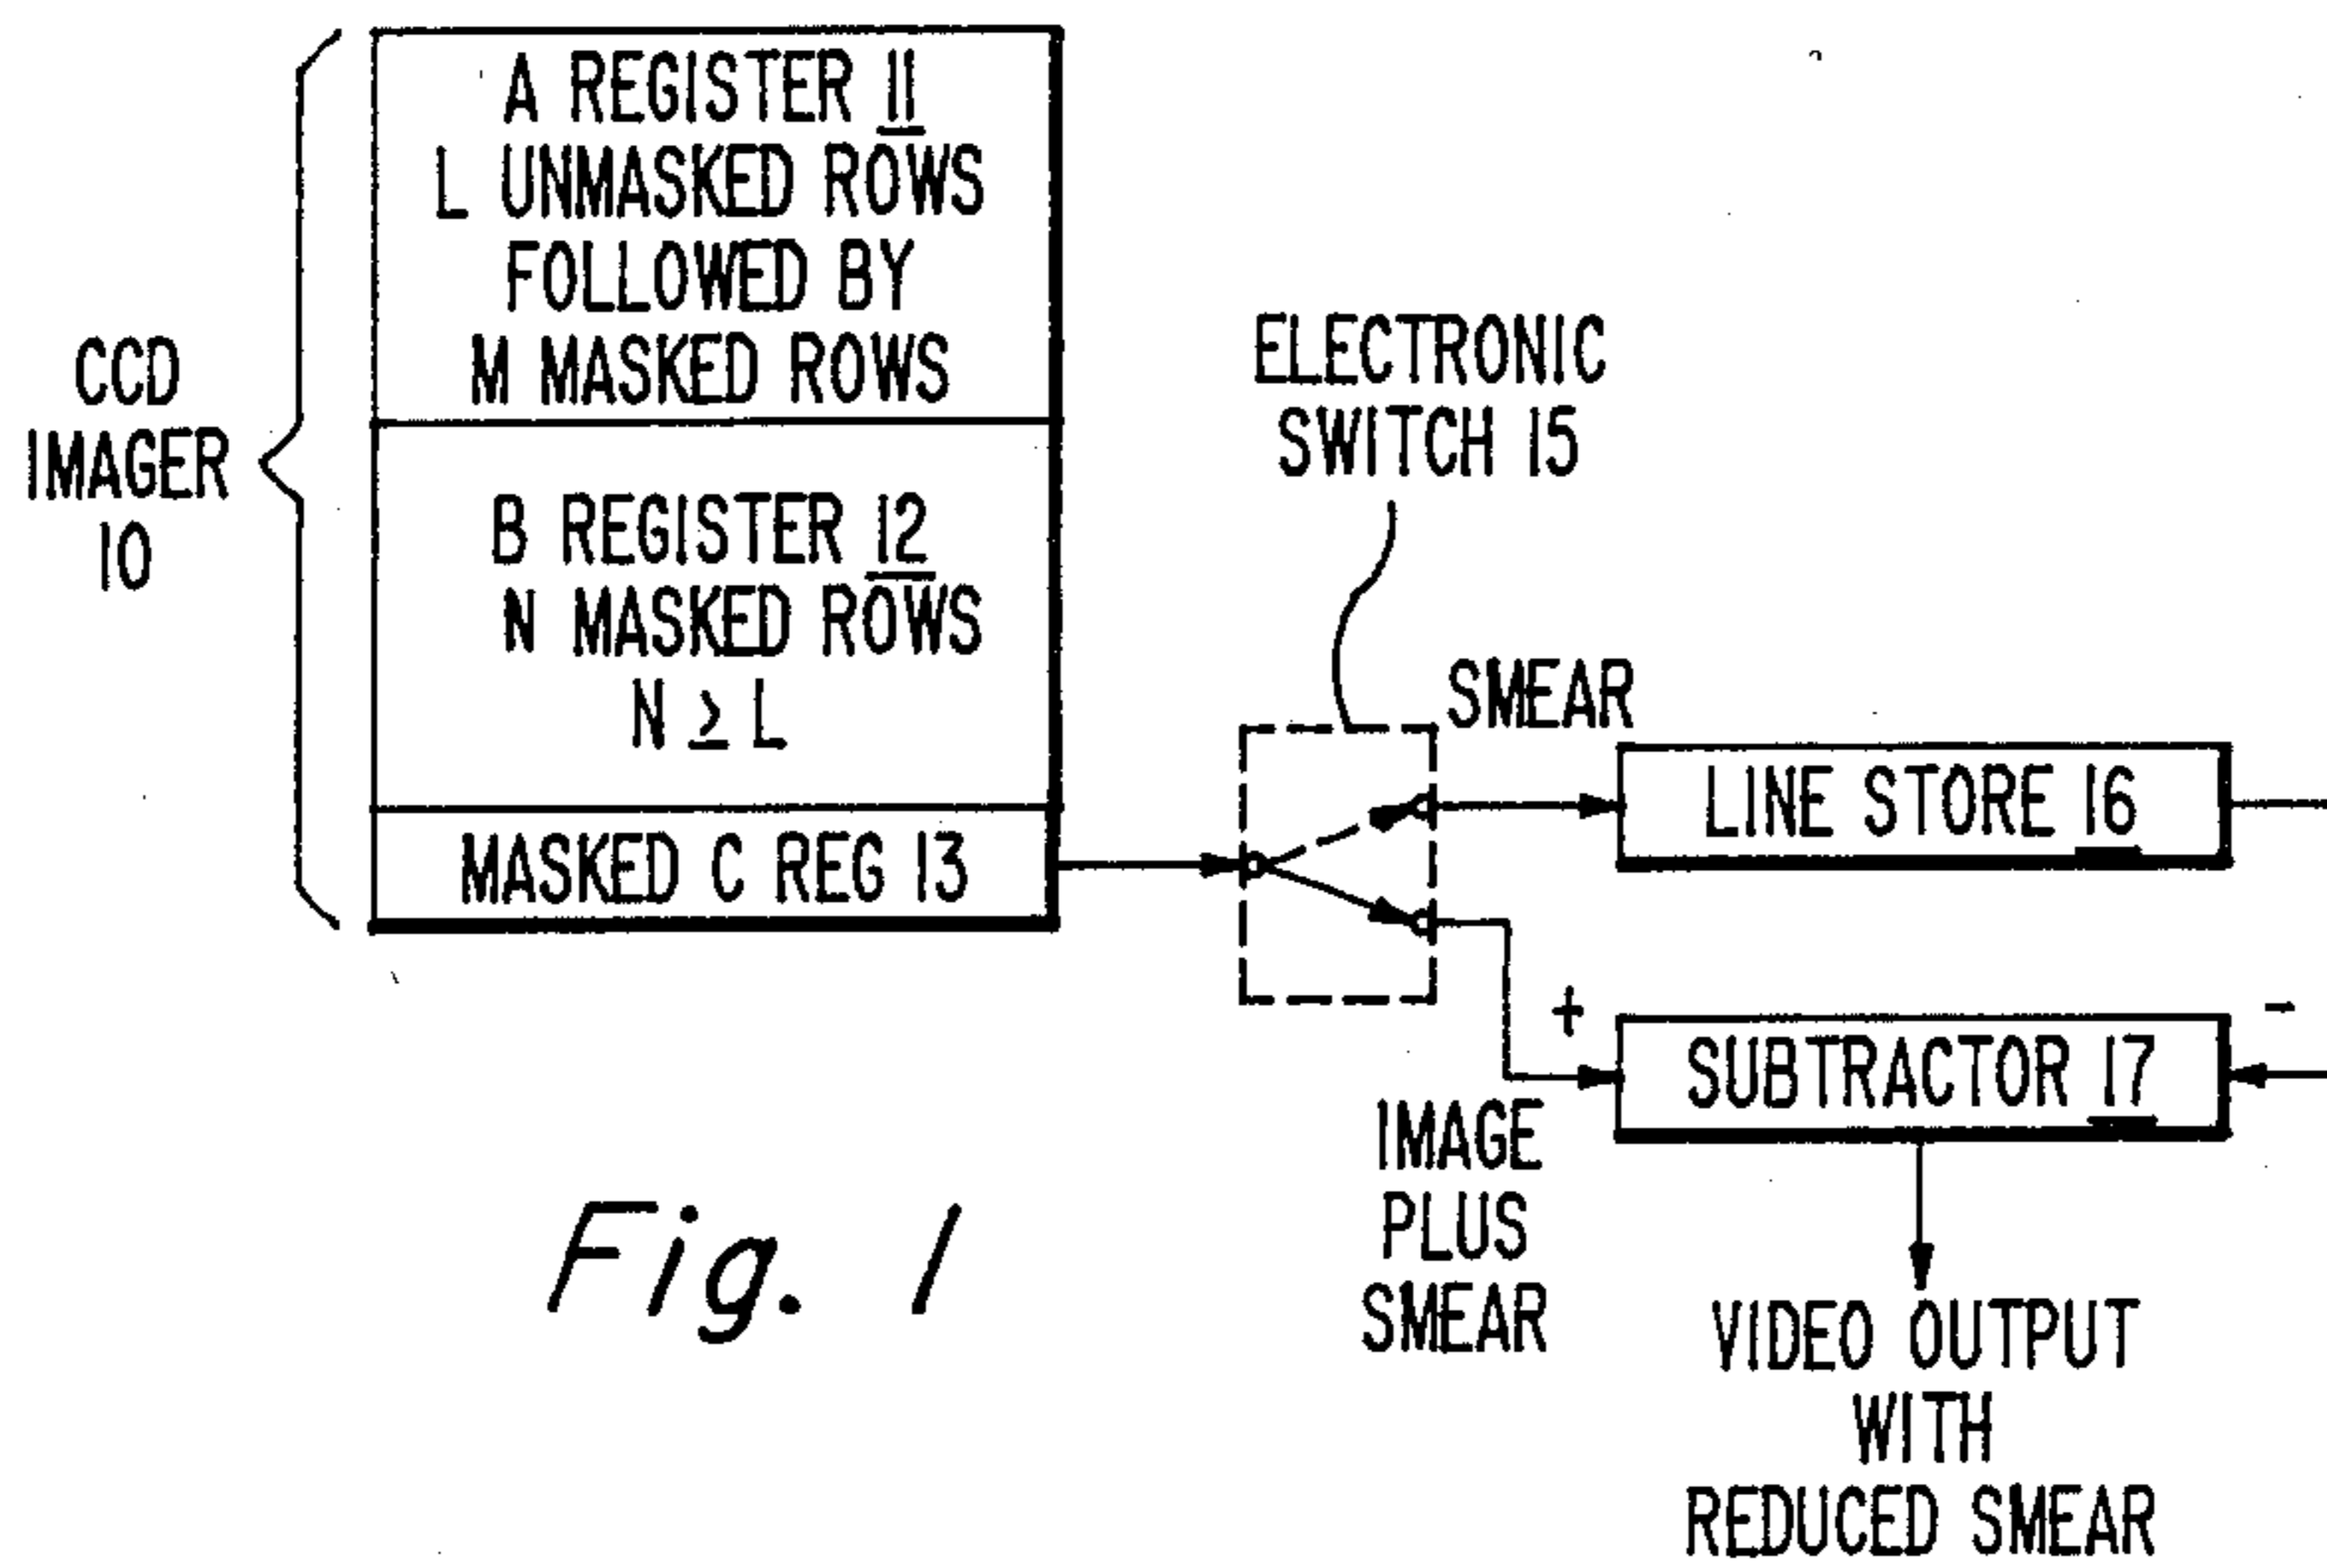 A REGISTER 11
L UNMASKED ROWS
FOLLOWED BY
M MASKED ROWS
CCD
IMAGER
10
B REGISTER 12
N MASKED ROWS
N ≥ L
MASKED C REG 13
ELECTRONIC
SWITCH 15
SMEAR
LINE STORE 16
+
-
SUBTRACTOR 17
IMAGE
PLUS
SMEAR
VIDEO OUTPUT
WITH
REDUCED SMEAR
Fig. 1